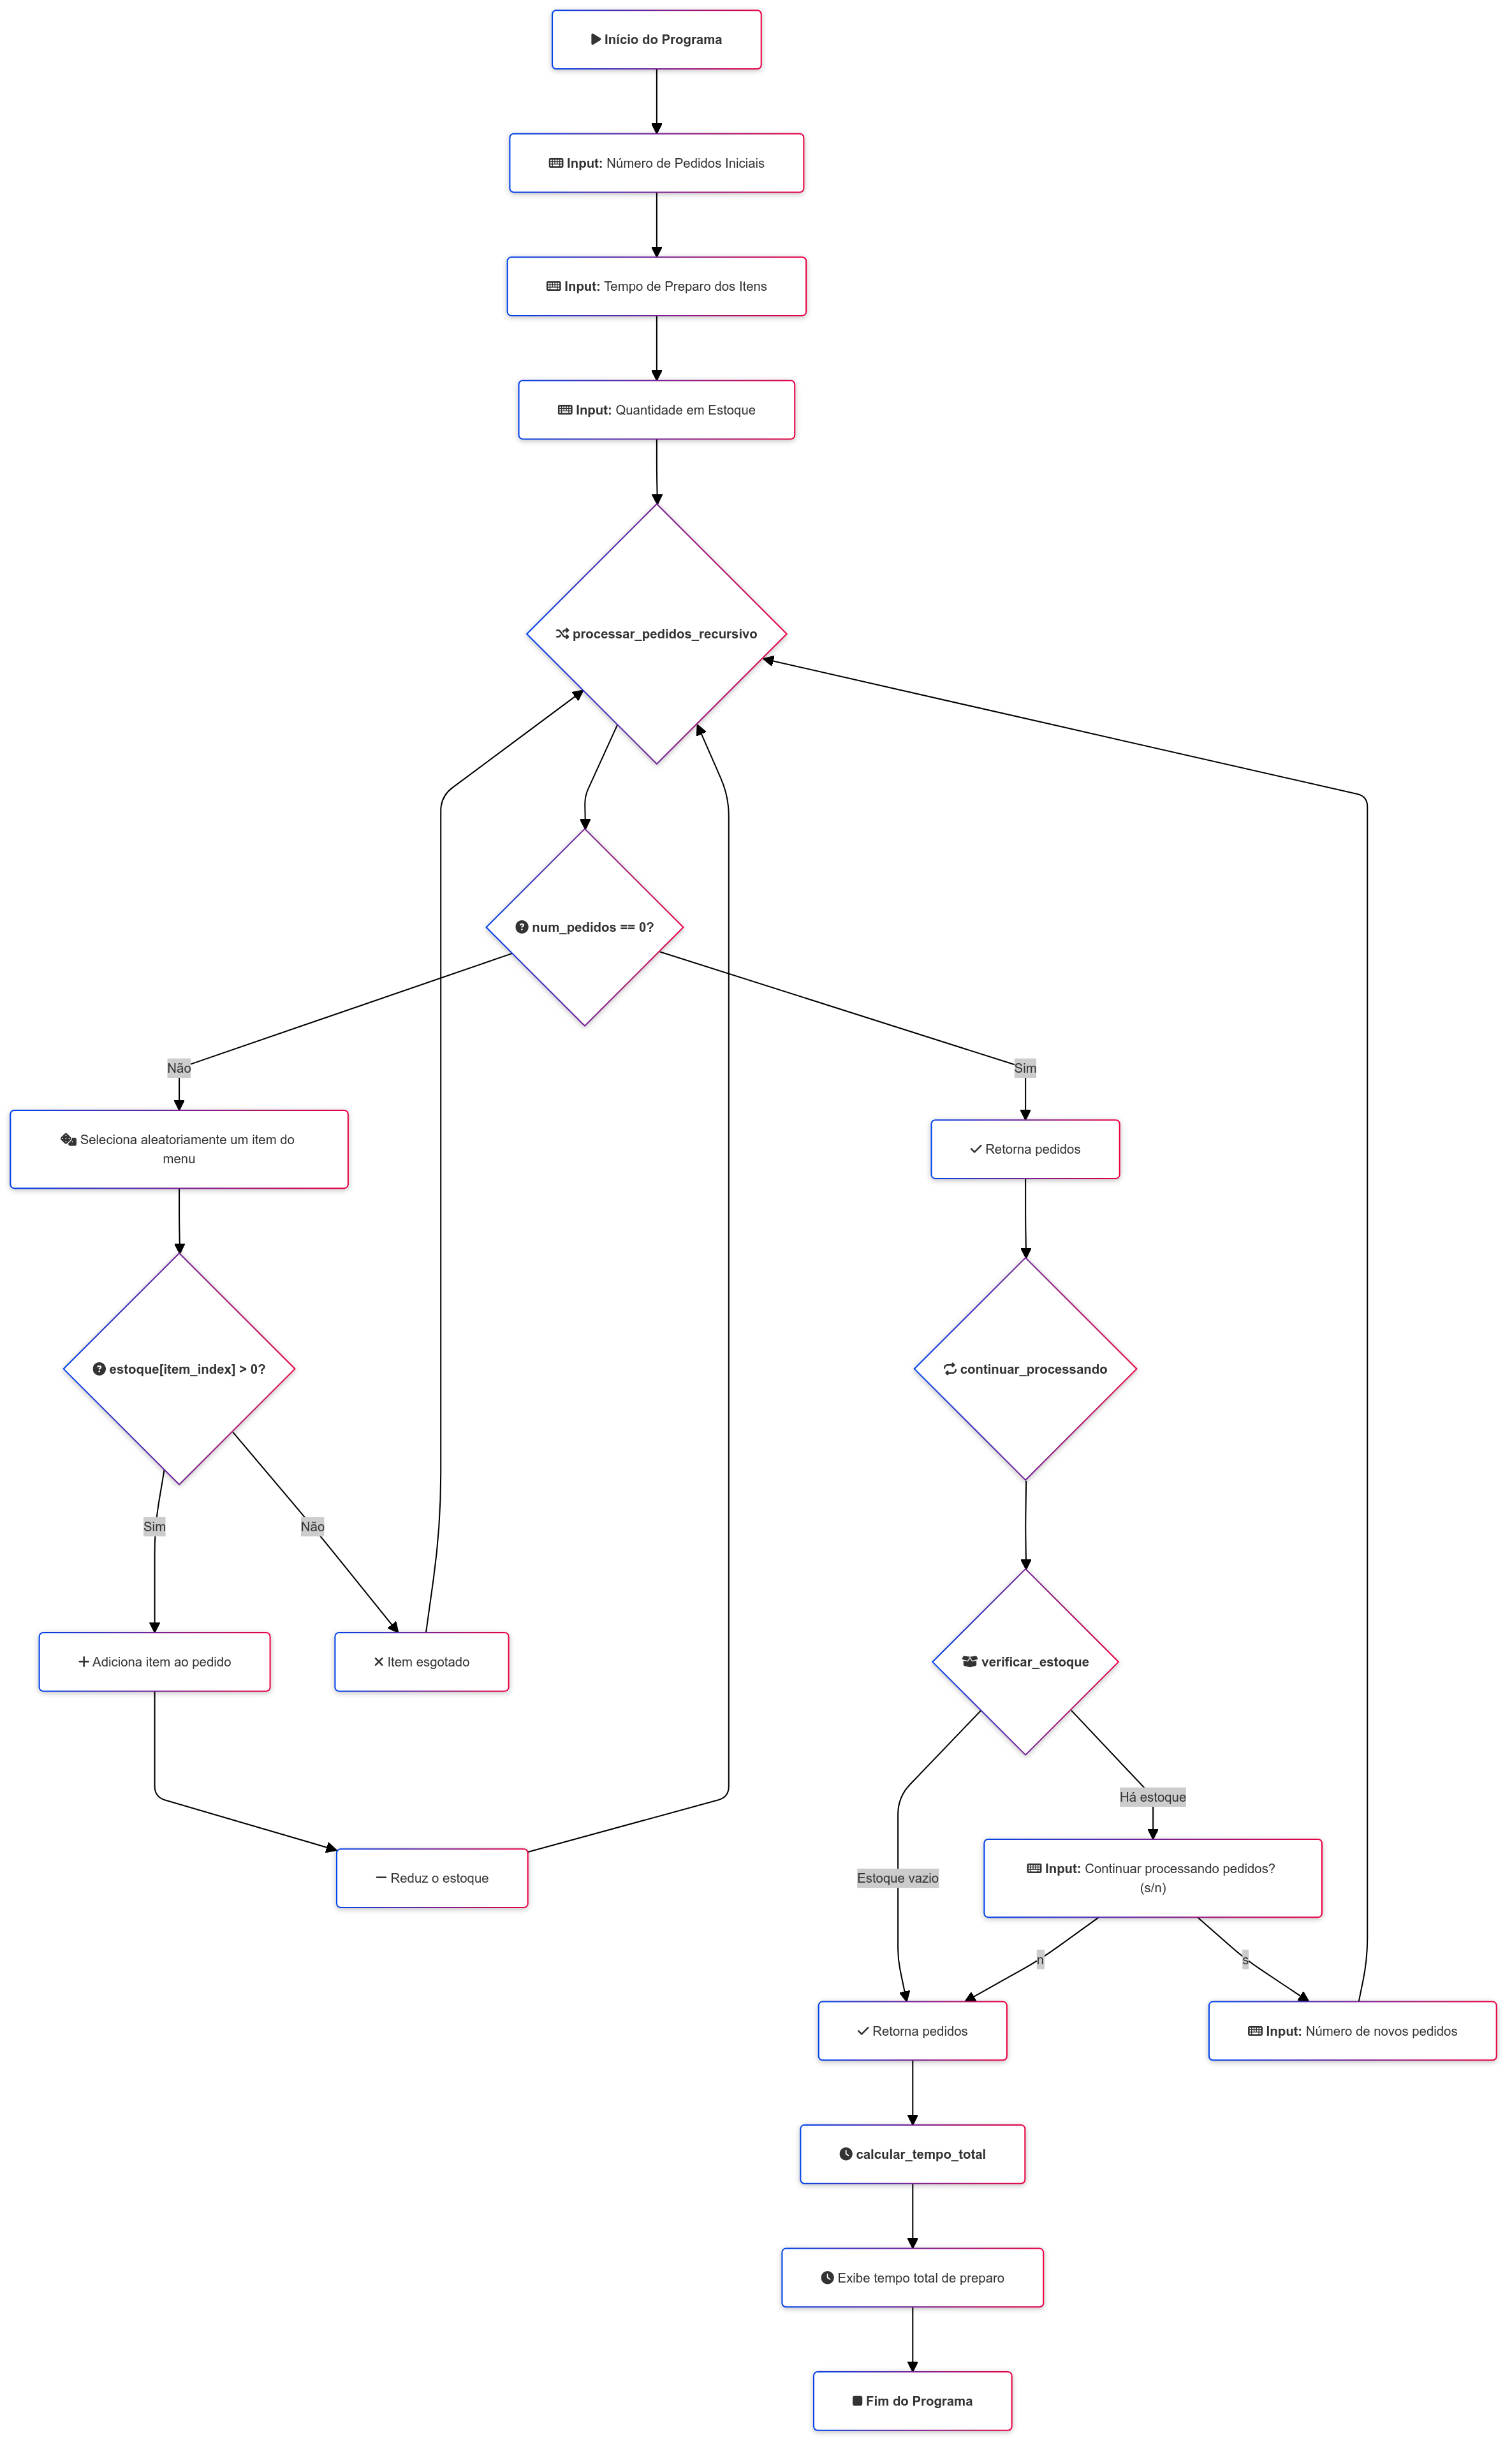 Início do Programa
Input: Número de Pedidos Iniciais
Input: Tempo de Preparo dos Itens
Input: Quantidade em Estoque
processar_pedidos_recursivo
num_pedidos == 0?
Não
Sim
Seleciona aleatoriamente um item do
menu
Retorna pedidos
estoque[item_index] > 0?
continuar_processando
Sim
Não
Adiciona item ao pedido
Item esgotado
verificar_estoque
Há estoque
Reduz o estoque
Estoque vazio
Input: Continuar processando pedidos?
(s/n)
n
s
Retorna pedidos
Input: Número de novos pedidos
calcular_tempo_total
Exibe tempo total de preparo
Fim do Programa